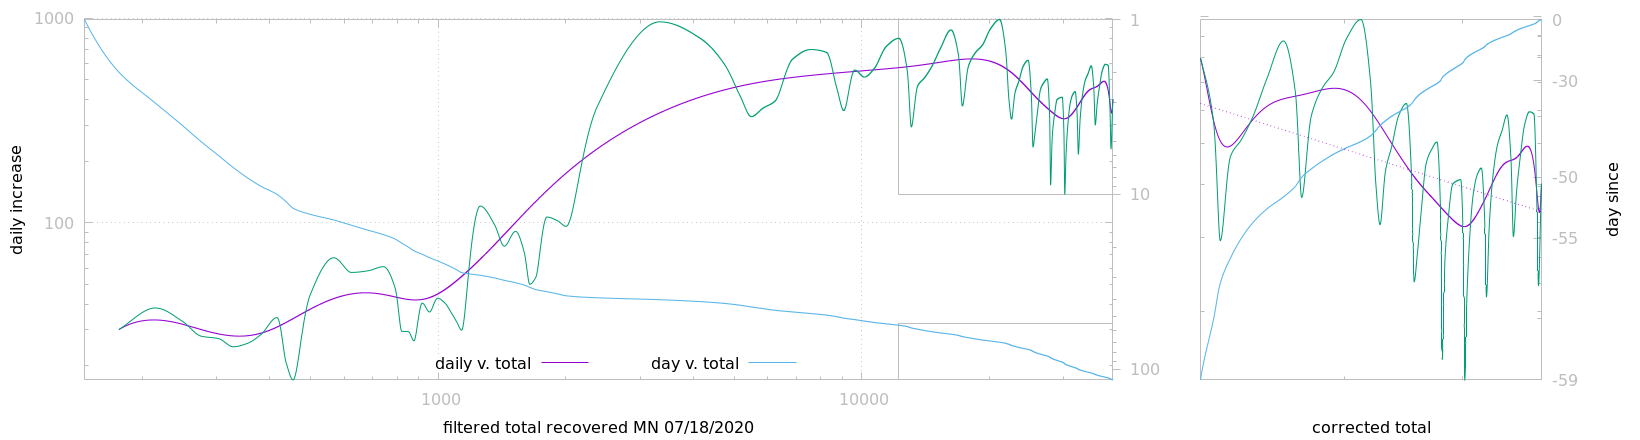 1000
100
daily increase
1
10
100
daily v. total
day v. total
1000
10000
filtered total recovered MN 07/18/2020
0
-30
-50
-55
-59
day since
corrected total